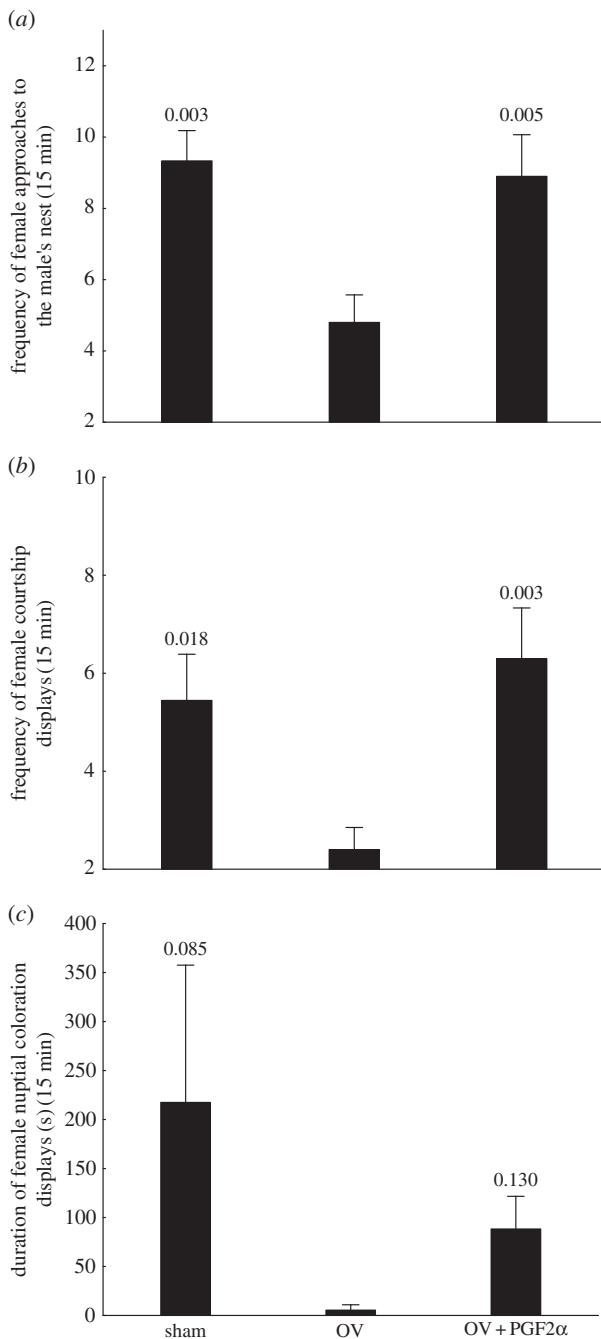 (a)
frequency of female approaches to
the male's nest (15 min)
12
10
8
6
4
2
0.003
0.005
(b)
frequency of female courtship
displays (15 min)
10
8
6
4
2
0.018
0.003
(c)
duration of female nuptial coloration
displays (s) (15 min)
400
350
300
250
200
150
100
50
0
0.085
0.130
sham
OV
OV + PGF2α